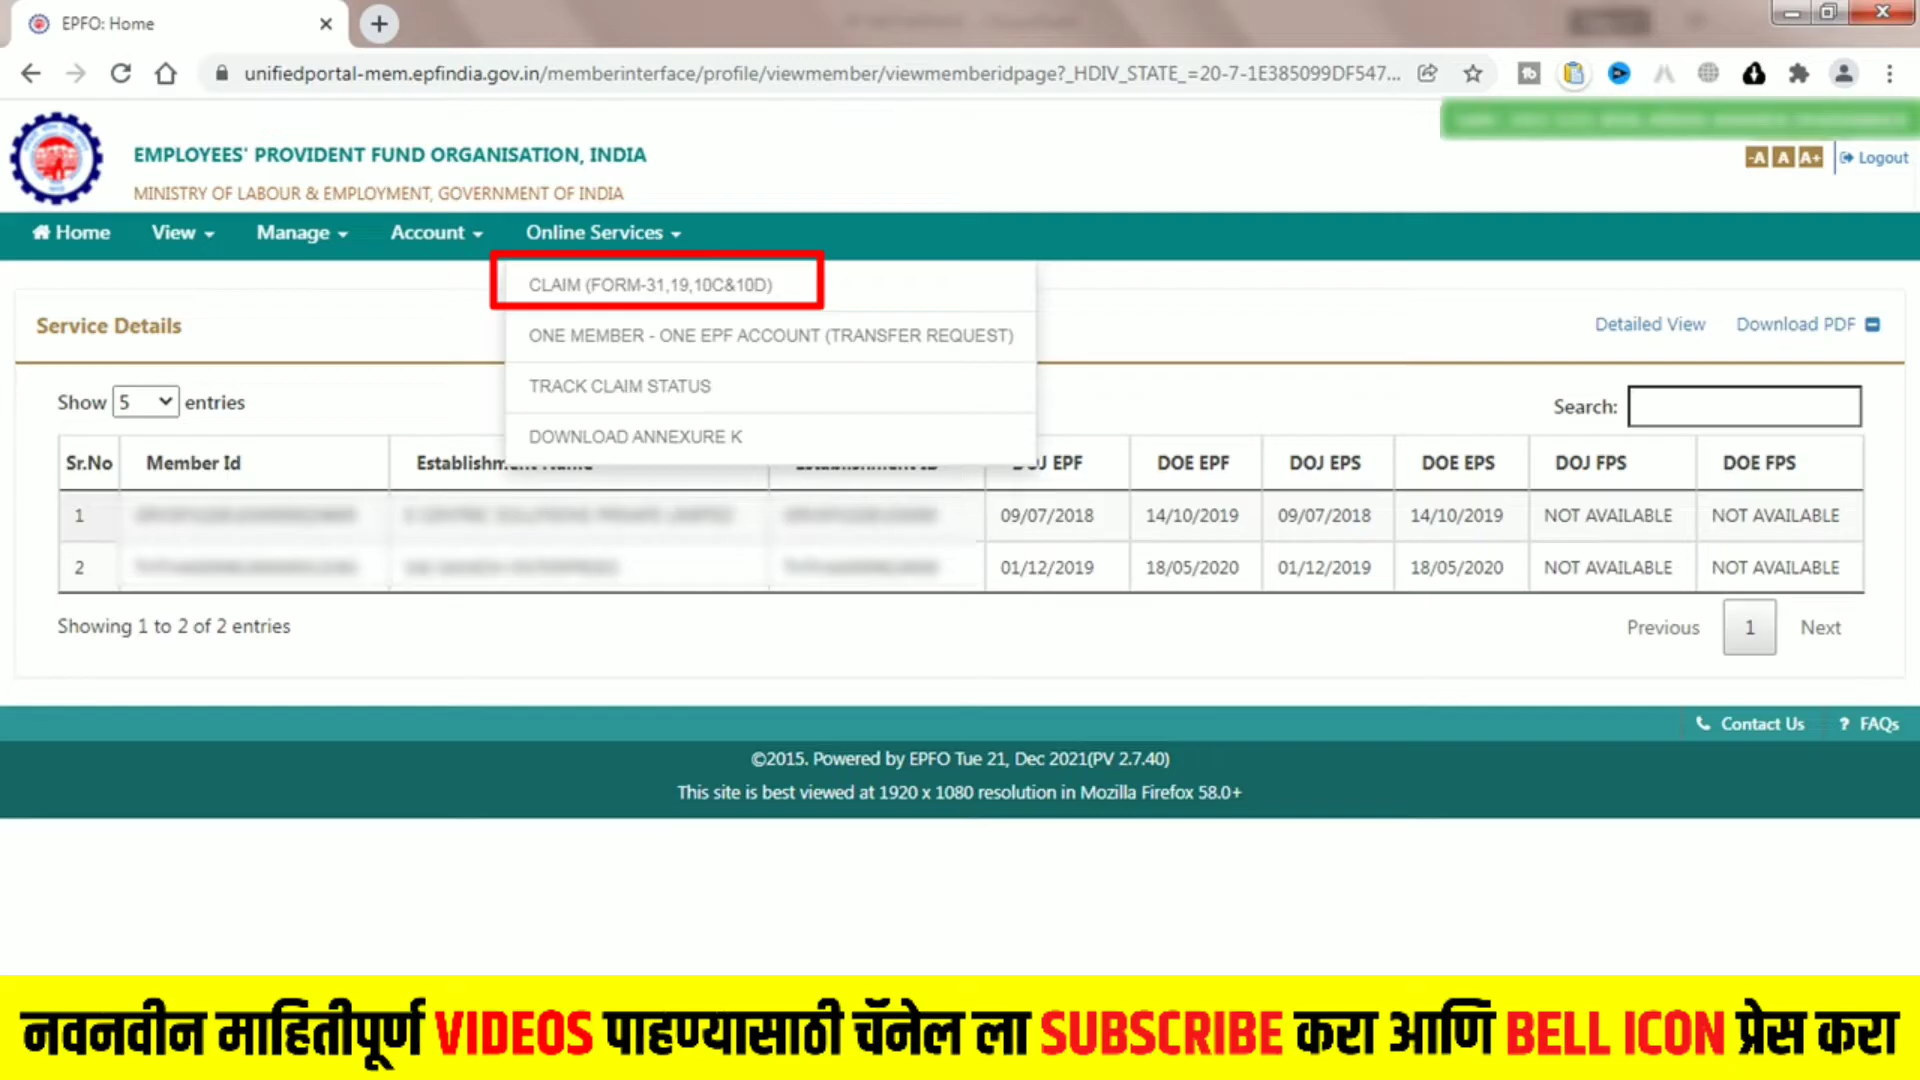 EPFO: Home
unifiedportal-mem.epfindia.gov.in/memberinterface/profile/viewmember/viewmemberidpage?_HDIV_STATE_=20-7-1E385099DF547...
EMPLOYEES' PROVIDENT FUND ORGANISATION, INDIA
MINISTRY OF LABOUR & EMPLOYMENT, GOVERNMENT OF INDIA
-A A A+ Logout
Home View Manage Account Online Services
CLAIM (FORM-31,19,10C&10D)
ONE MEMBER - ONE EPF ACCOUNT (TRANSFER REQUEST)
TRACK CLAIM STATUS
DOWNLOAD ANNEXURE K
Service Details Detailed View Download PDF
Show 5 entries Search:
Sr.No Member Id DOJ EPF DOE EPF DOJ EPS DOE EPS DOJ FPS DOE FPS
1 09/07/2018 14/10/2019 09/07/2018 14/10/2019 NOT AVAILABLE NOT AVAILABLE
2 01/12/2019 18/05/2020 01/12/2019 18/05/2020 NOT AVAILABLE NOT AVAILABLE
Showing 1 to 2 of 2 entries Previous 1 Next
Contact Us ? FAQs
©2015. Powered by EPFO Tue 21, Dec 2021(PV 2.7.40)
This site is best viewed at 1920 x 1080 resolution in Mozilla Firefox 58.0+
नवनवीन माहितीपूर्ण VIDEOS पाहण्यासाठी चॅनेल ला SUBSCRIBE करा आणि BELL ICON प्रेस करा